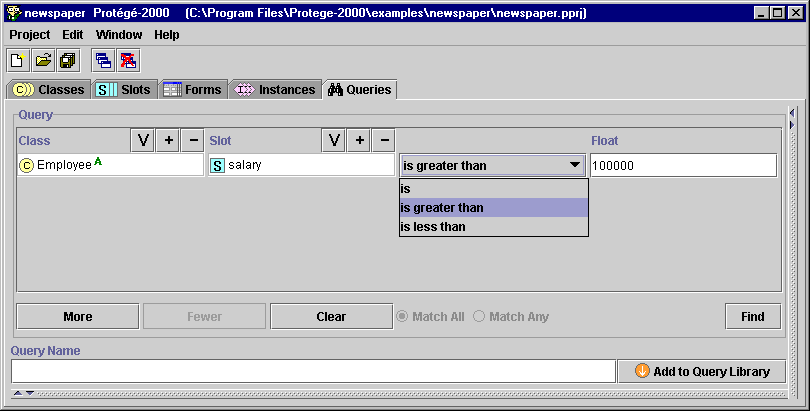 newspaper Protégé-2000 (C:\Program Files\Protege-2000\examples\newspaper\newspaper.pprj)
Project Edit Window Help
C Classes S Slots Forms I Instances Queries
Query
Class V + − Slot V + − Float
C Employee A S salary is greater than 100000
is
is greater than
is less than
More Fewer Clear Match All Match Any Find
Query Name
Add to Query Library